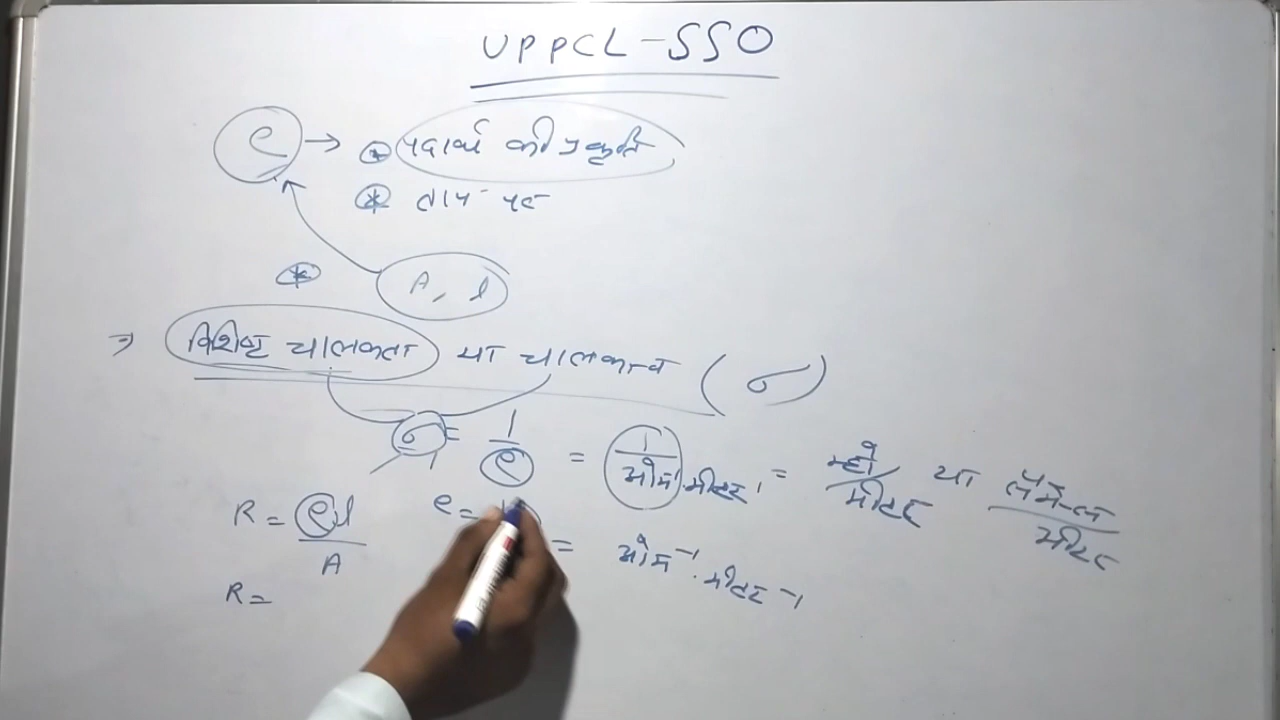 UPPCL-SSO
ρ → * पदार्थ की प्रकृति
* ताप पर
* A, l
⇒ विशिष्ट चालकता या चालकत्व (σ)
σ = 1/ρ = 1/ओम.मीटर = म्हो/मीटर या सीमेन्स/मीटर
= ओम⁻¹.मीटर⁻¹
R = ρl/A
ρ =
R =